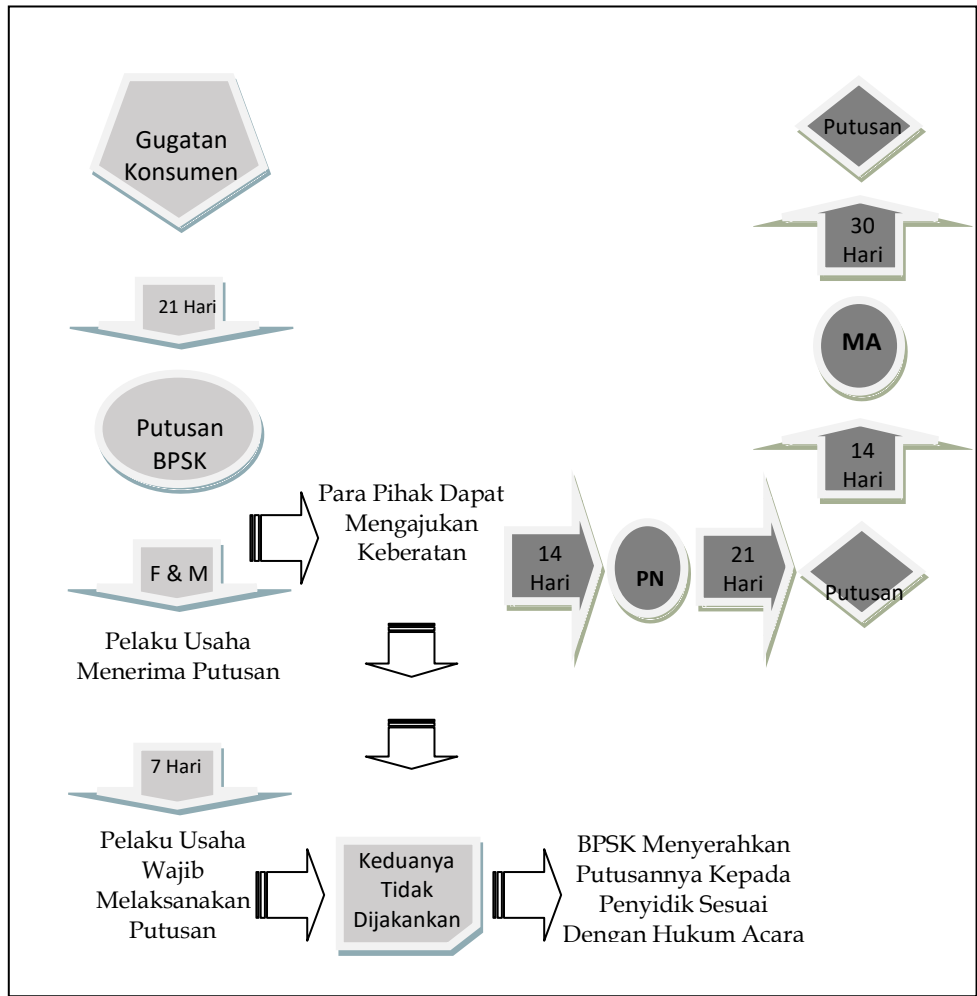 Gugatan
Konsumen
21 Hari
Putusan
BPSK
F & M
Pelaku Usaha
Menerima Putusan
7 Hari
Pelaku Usaha
Wajib
Melaksanakan
Putusan
Para Pihak Dapat
Mengajukan
Keberatan
14
Hari
PN
21
Hari
Putusan
14
Hari
MA
30
Hari
Putusan
Keduanya
Tidak
Dijakankan
BPSK Menyerahkan
Putusannya Kepada
Penyidik Sesuai
Dengan Hukum Acara